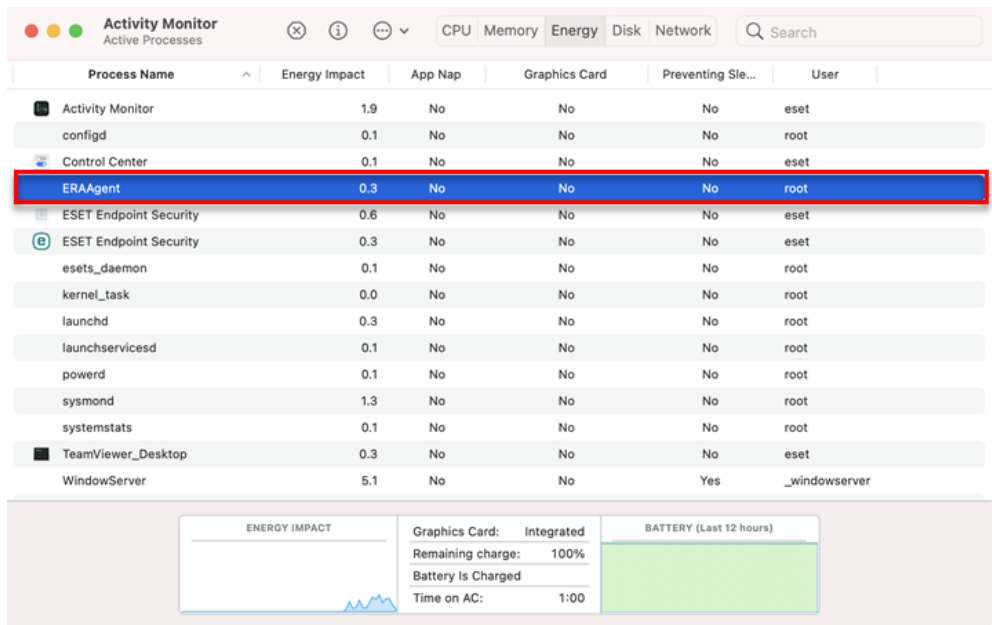 Activity Monitor
Active Processes
CPU Memory Energy Disk Network
Search
Process Name Energy Impact App Nap Graphics Card Preventing Sle... User
Activity Monitor 1.9 No No No eset
configd 0.1 No No No root
Control Center 0.1 No No No eset
ERAAgent 0.3 No No No root
ESET Endpoint Security 0.6 No No No eset
ESET Endpoint Security 0.3 No No No eset
esets_daemon 0.1 No No No root
kernel_task 0.0 No No No root
launchd 0.3 No No No root
launchservicesd 0.1 No No No root
powerd 0.1 No No No root
sysmond 1.3 No No No root
systemstats 0.1 No No No root
TeamViewer_Desktop 0.3 No No No eset
WindowServer 5.1 No No Yes _windowserver
ENERGY IMPACT
Graphics Card: Integrated
Remaining charge: 100%
Battery Is Charged
Time on AC: 1:00
BATTERY (Last 12 hours)